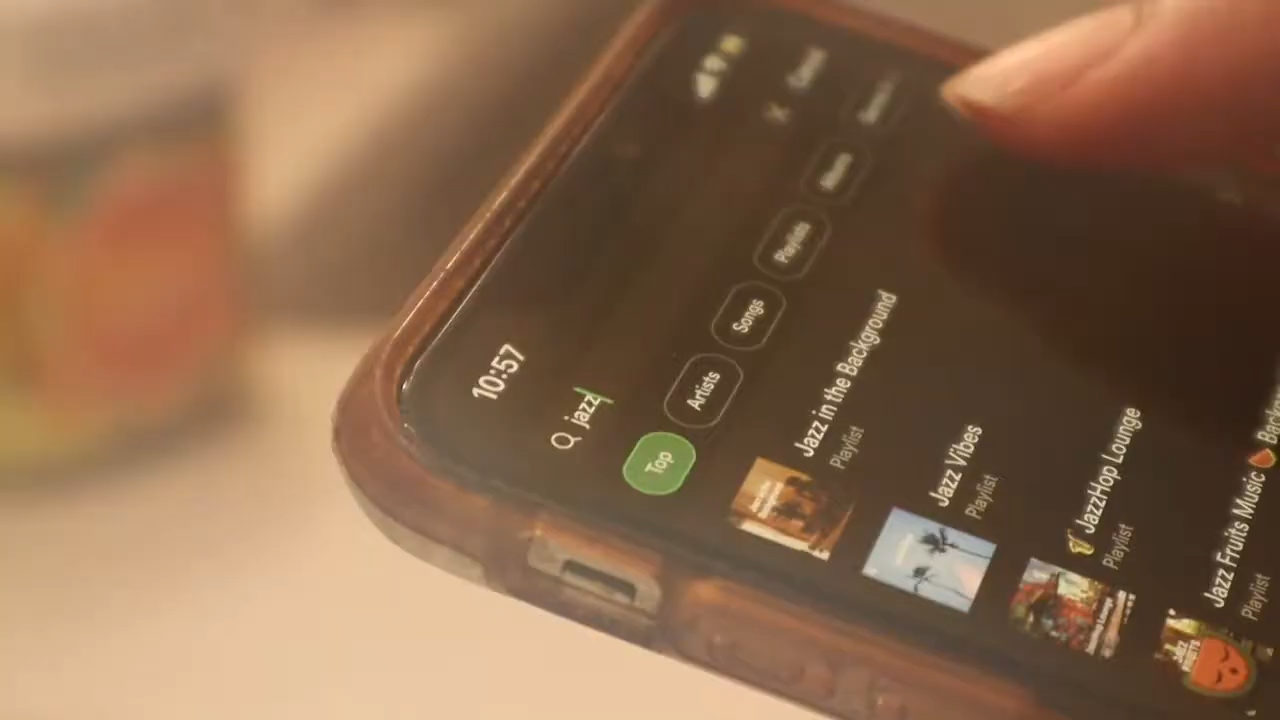 10:57
jazz
Top
Artists
Songs
Playlists
Albums
Jazz in the Background
Playlist
Jazz Vibes
Playlist
JazzHop Lounge
Playlist
Jazz Fruits Music
Playlist